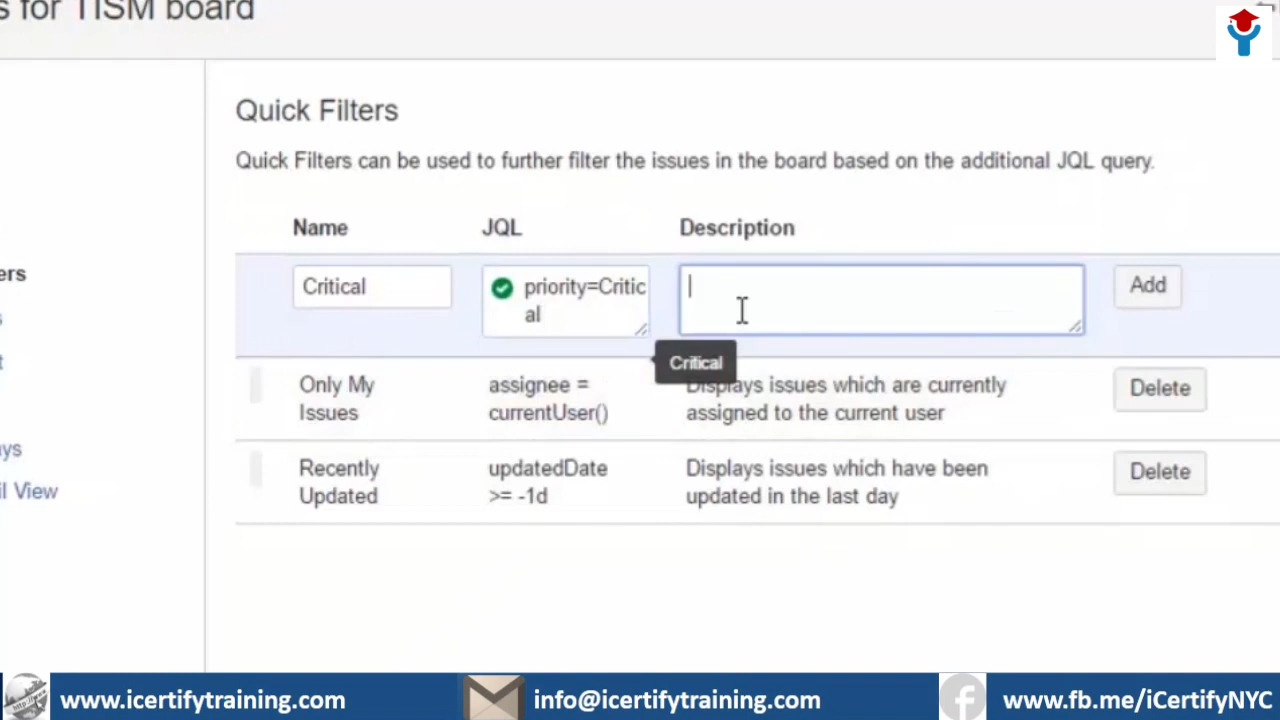 s for TISM board
Quick Filters
Quick Filters can be used to further filter the issues in the board based on the additional JQL query.
Name JQL Description
Critical priority=Critic
al
Add
Critical
Only My
Issues
assignee =
currentUser()
Displays issues which are currently
assigned to the current user
Delete
Recently
Updated
updatedDate
>= -1d
Displays issues which have been
updated in the last day
Delete
ers
s
t
ays
il View
www.icertifytraining.com info@icertifytraining.com www.fb.me/iCertifyNYC